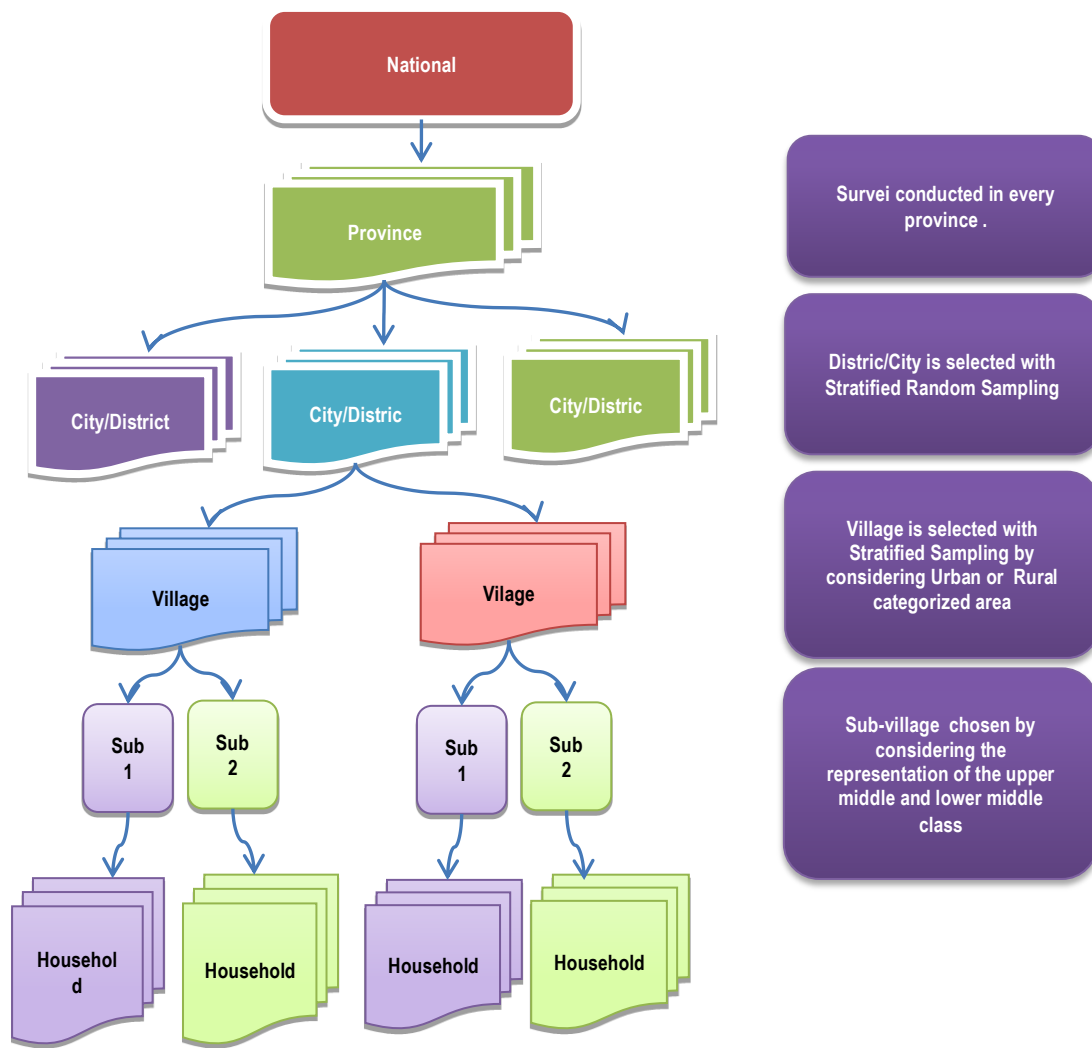 National
Province
Survei conducted in every
province .
City/District
City/Distric
City/Distric
Distric/City is selected with
Stratified Random Sampling
Village
Vilage
Village is selected with
Stratified Sampling by
considering Urban or Rural
categorized area
Sub
1
Sub
2
Sub
1
Sub
2
Sub-village chosen by
considering the
representation of the upper
middle and lower middle
class
Househol
d
Household
Household
Household